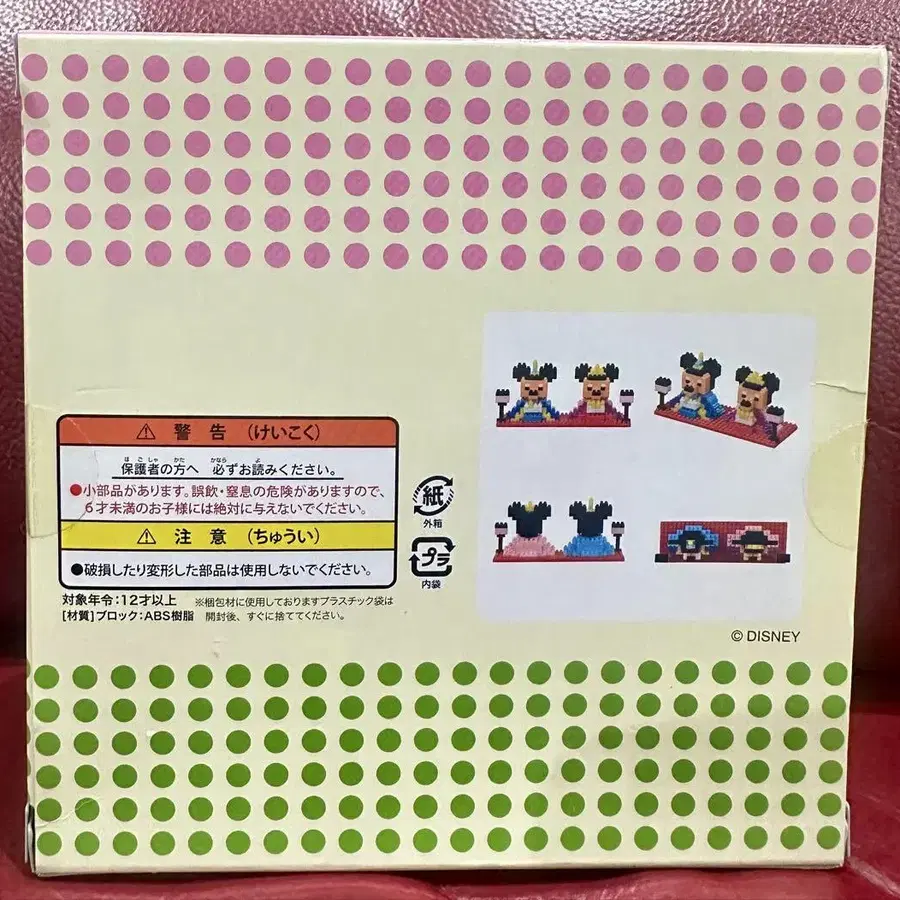 ⚠ 警告 (けいこく)
保護者の方へ 必ずお読みください。
●小部品があります。誤飲・窒息の危険がありますので、
6才未満のお子様には絶対に与えないでください。
⚠ 注意 (ちゅうい)
●破損したり変形した部品は使用しないでください。
対象年令:12才以上
[材質]ブロック:ABS樹脂
※梱包材に使用しておりますプラスチック袋は
開封後、すぐに捨ててください。
紙
外箱
プラ
内袋
© DISNEY